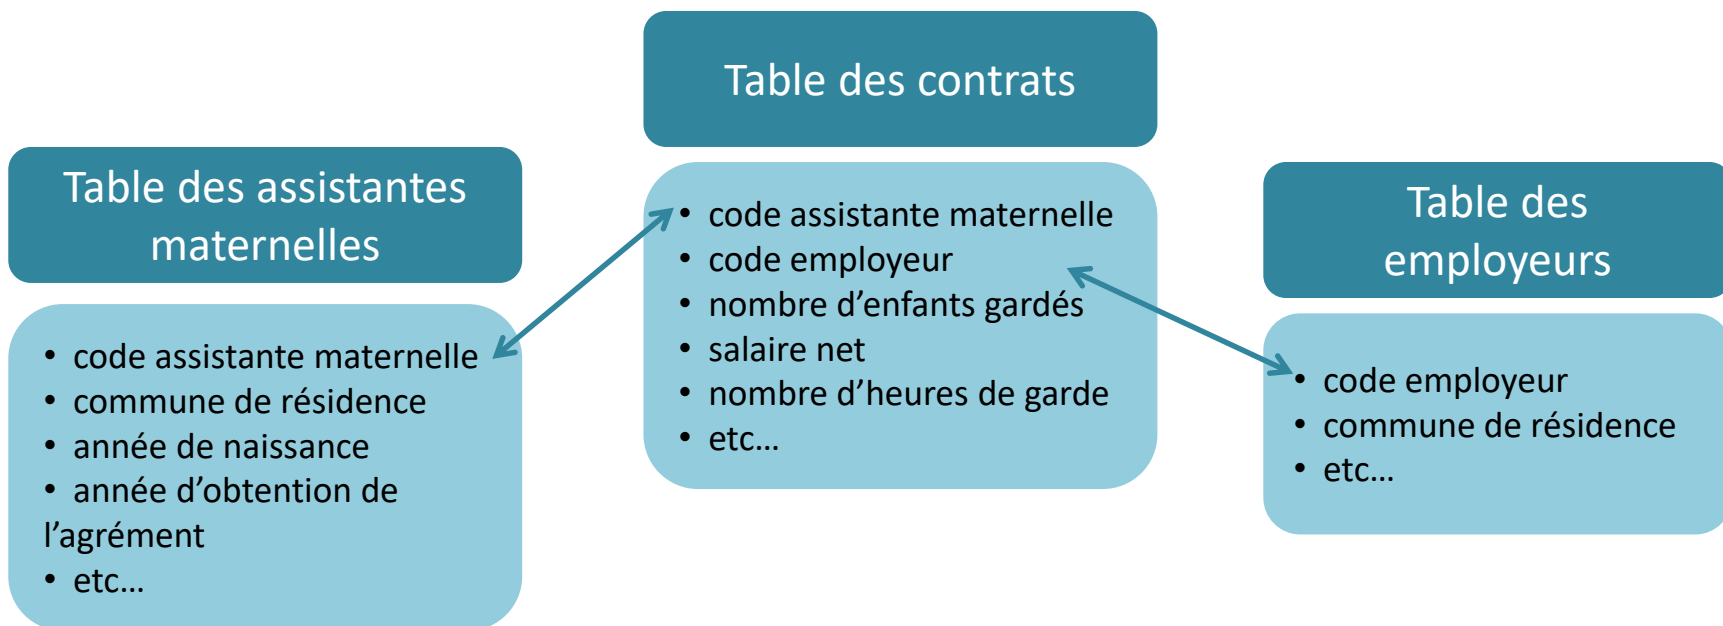 Table des assistantes
maternelles
• code assistante maternelle
• commune de résidence
• année de naissance
• année d’obtention de
l’agrément
• etc…
Table des contrats
• code assistante maternelle
• code employeur
• nombre d’enfants gardés
• salaire net
• nombre d’heures de garde
• etc…
Table des
employeurs
• code employeur
• commune de résidence
• etc…